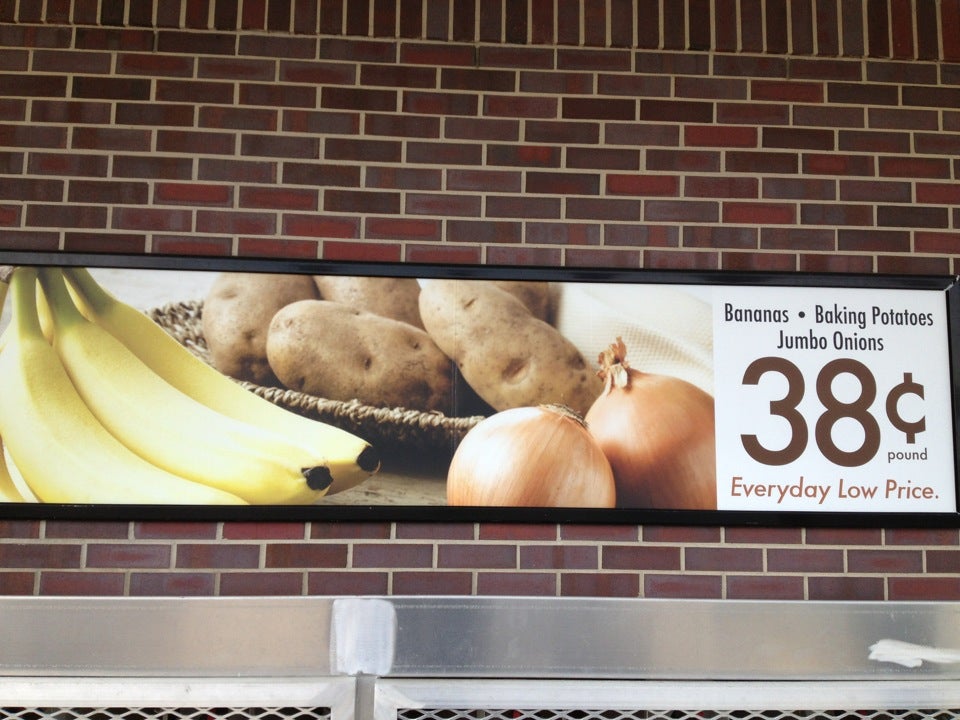 Bananas • Baking Potatoes
Jumbo Onions
38¢
pound
Everyday Low Price.